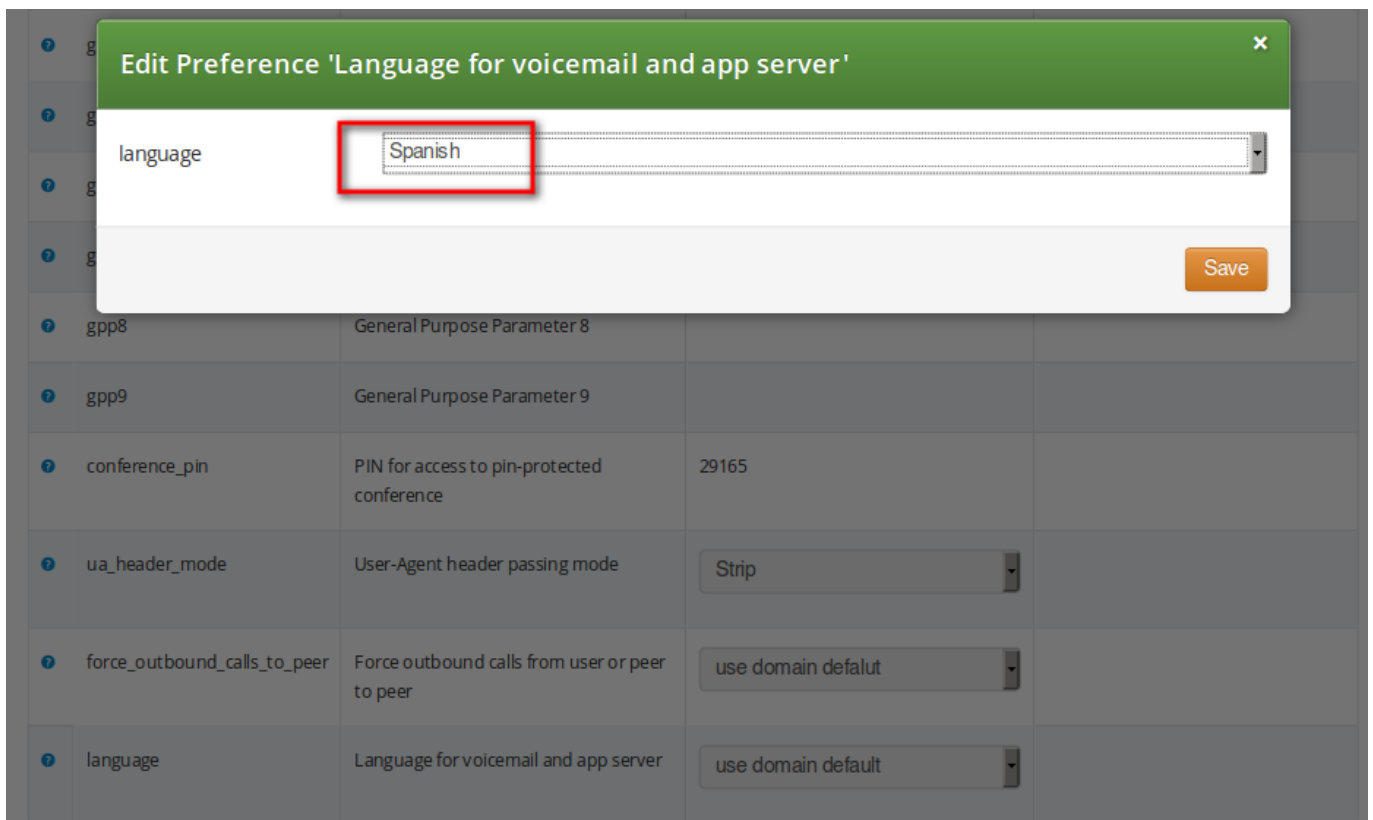 Edit Preference 'Language for voicemail and app server'
×
language
Spanish
Save
g
g
g
g
gpp8 General Purpose Parameter 8
gpp9 General Purpose Parameter 9
conference_pin PIN for access to pin-protected 29165
conference
ua_header_mode User-Agent header passing mode Strip
force_outbound_calls_to_peer Force outbound calls from user or peer use domain defalut
to peer
language Language for voicemail and app server use domain default